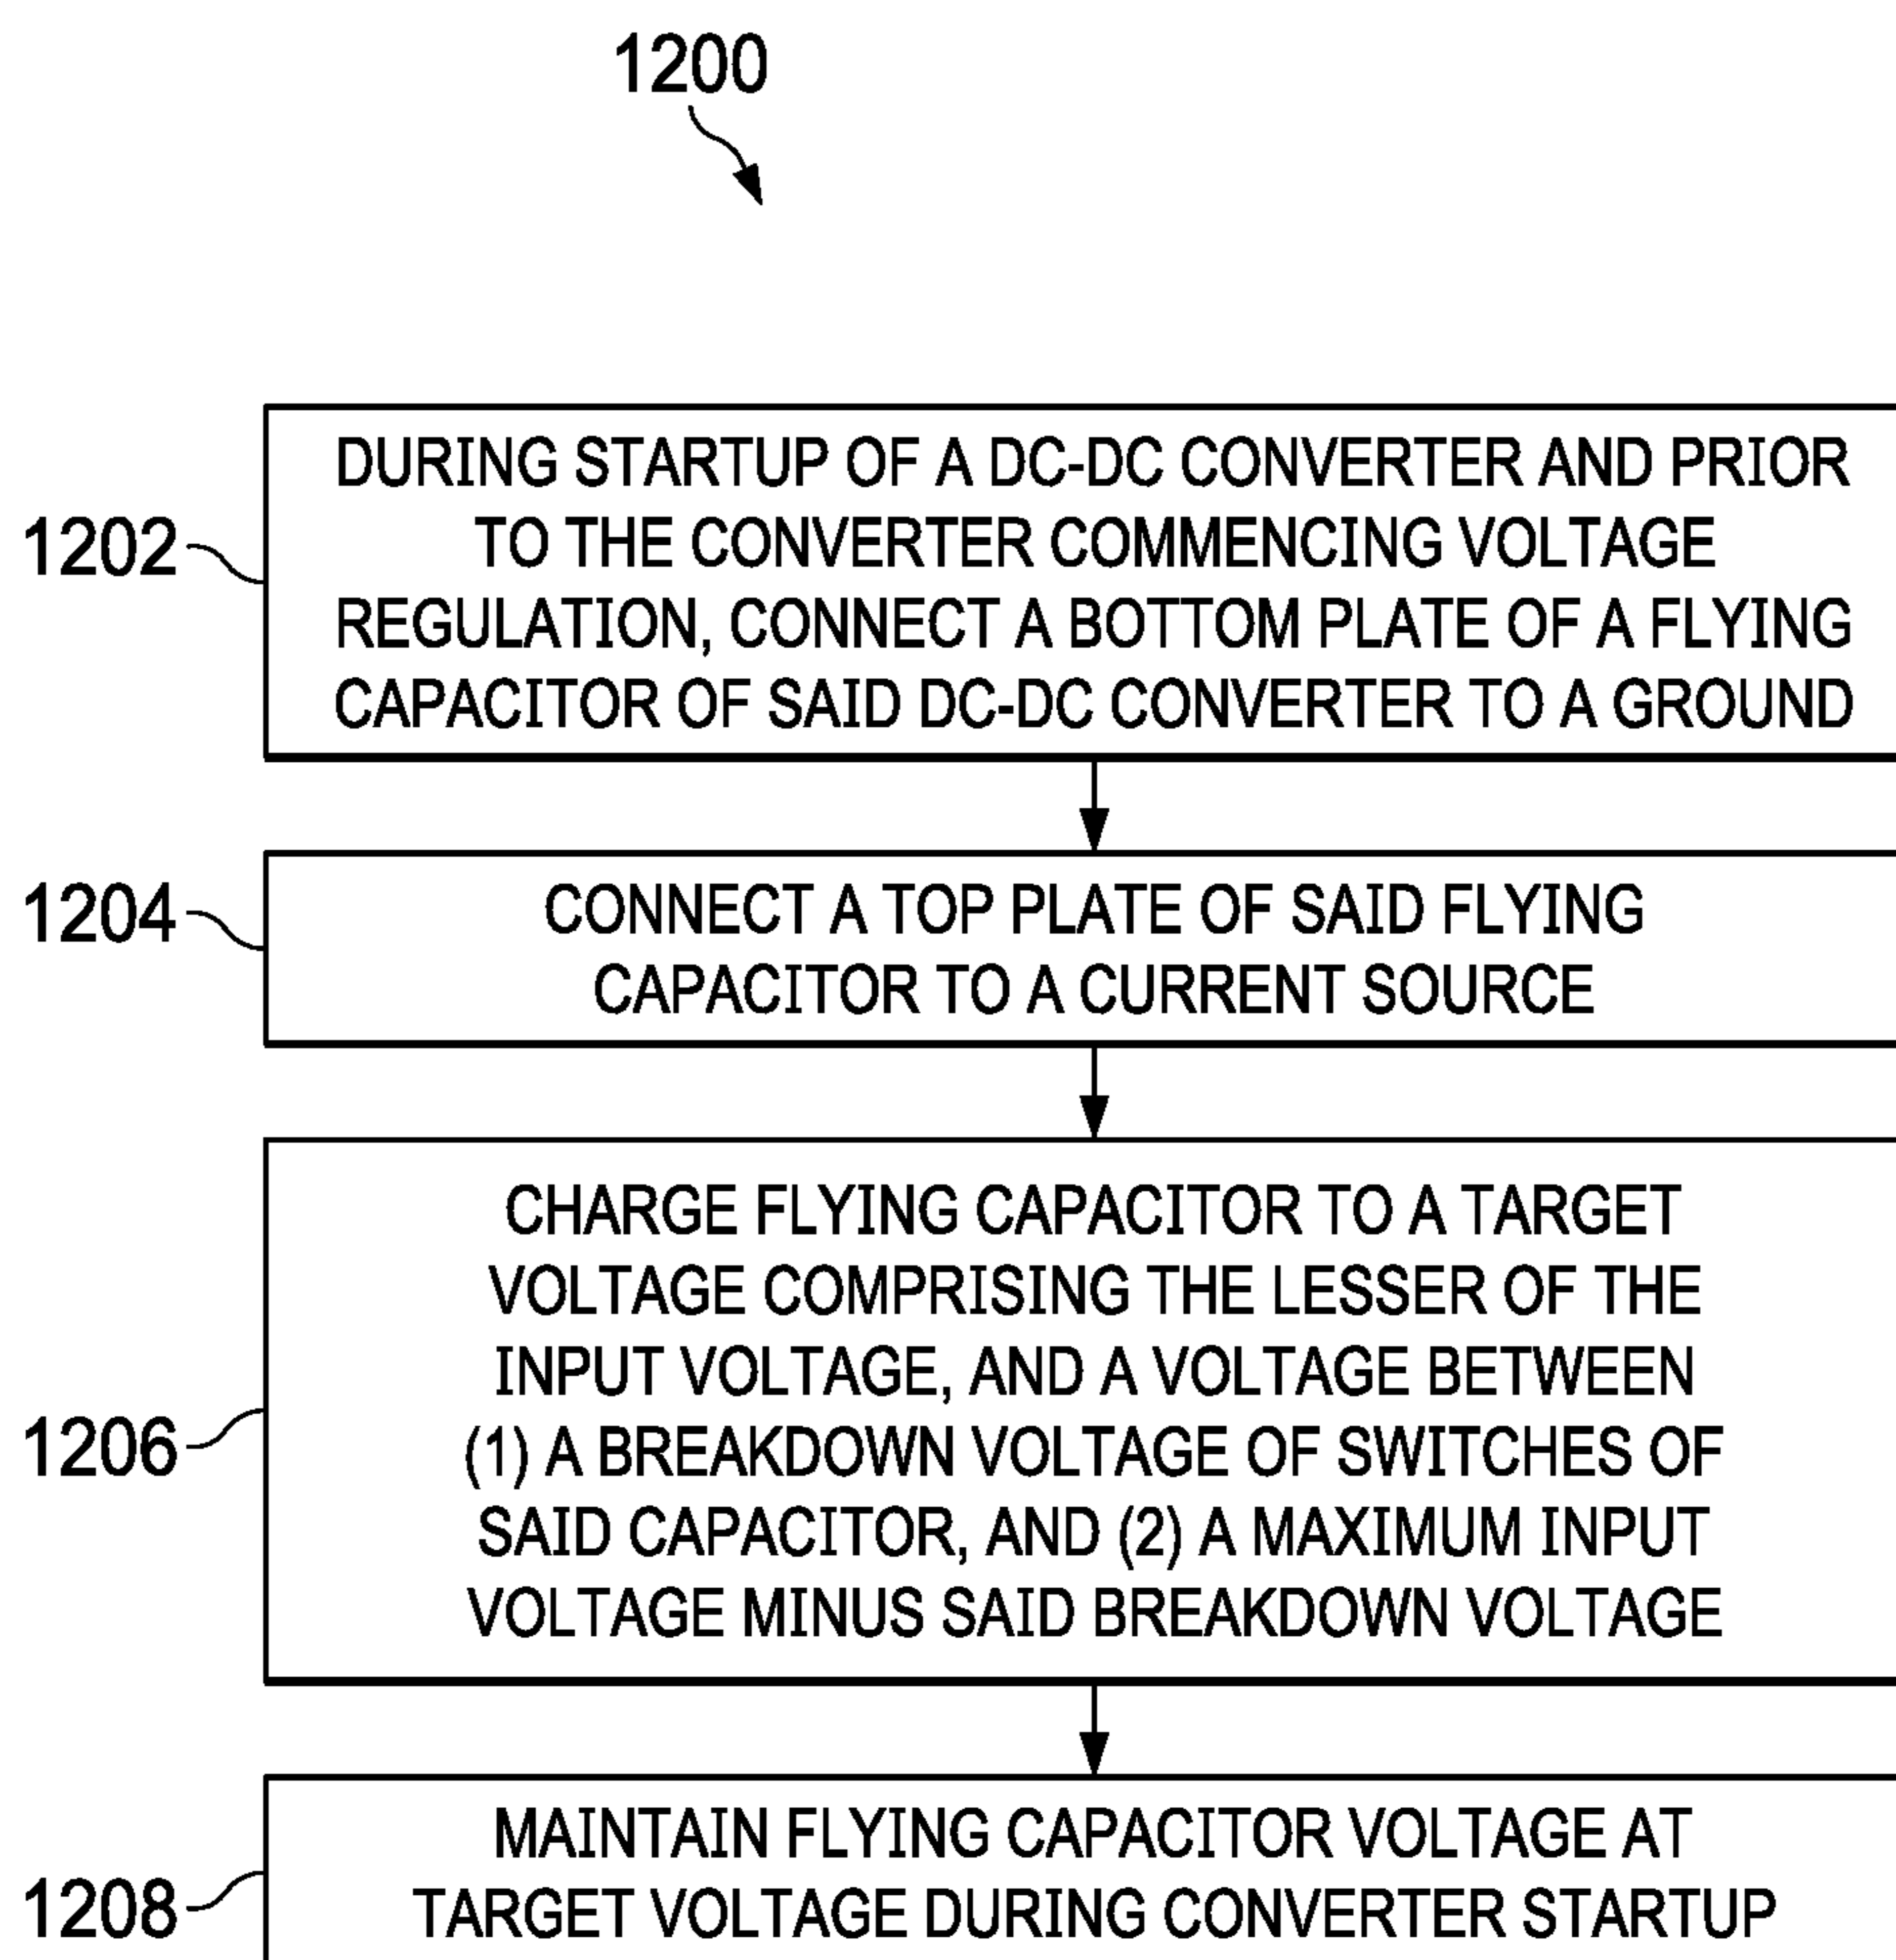 1200
DURING STARTUP OF A DC-DC CONVERTER AND PRIOR
TO THE CONVERTER COMMENCING VOLTAGE
REGULATION, CONNECT A BOTTOM PLATE OF A FLYING
CAPACITOR OF SAID DC-DC CONVERTER TO A GROUND
1202
CONNECT A TOP PLATE OF SAID FLYING
CAPACITOR TO A CURRENT SOURCE
1204
CHARGE FLYING CAPACITOR TO A TARGET
VOLTAGE COMPRISING THE LESSER OF THE
INPUT VOLTAGE, AND A VOLTAGE BETWEEN
(1) A BREAKDOWN VOLTAGE OF SWITCHES OF
SAID CAPACITOR, AND (2) A MAXIMUM INPUT
VOLTAGE MINUS SAID BREAKDOWN VOLTAGE
1206
MAINTAIN FLYING CAPACITOR VOLTAGE AT
TARGET VOLTAGE DURING CONVERTER STARTUP
1208